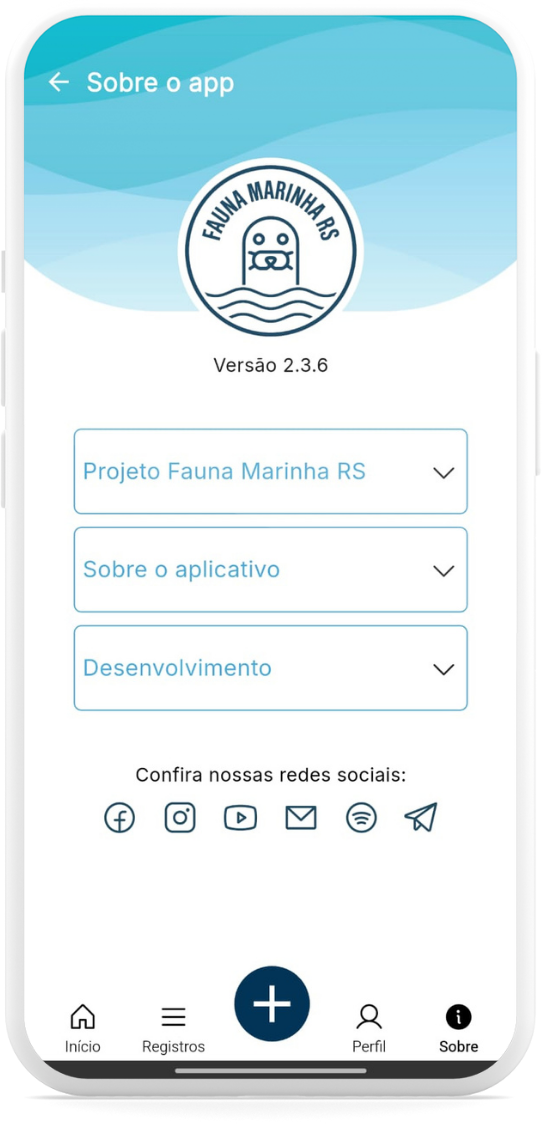 Sobre o app
FAUNA MARINHA RS
Versão 2.3.6
Projeto Fauna Marinha RS
Sobre o aplicativo
Desenvolvimento
Confira nossas redes sociais:
Início
Registros
Perfil
Sobre